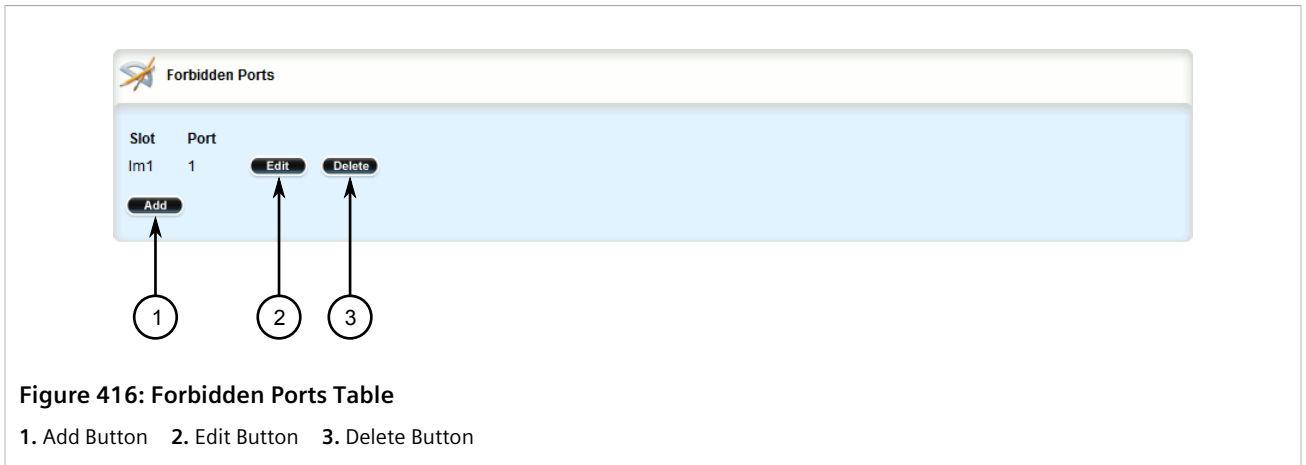 Forbidden Ports
Slot Port
lm1 1 Edit Delete
Add
1 2 3
Figure 416: Forbidden Ports Table
1. Add Button 2. Edit Button 3. Delete Button